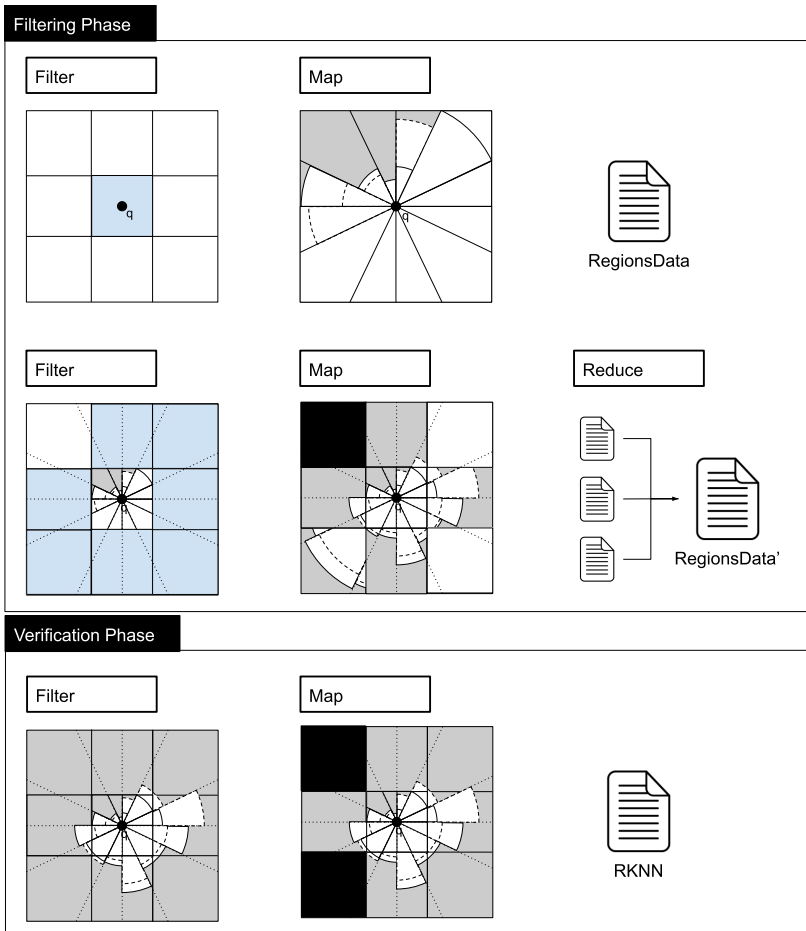 Filtering Phase
Filter
Map
q
q
RegionsData
Filter
Map
Reduce
q
q
RegionsData’
Verification Phase
Filter
Map
q
q
RKNN